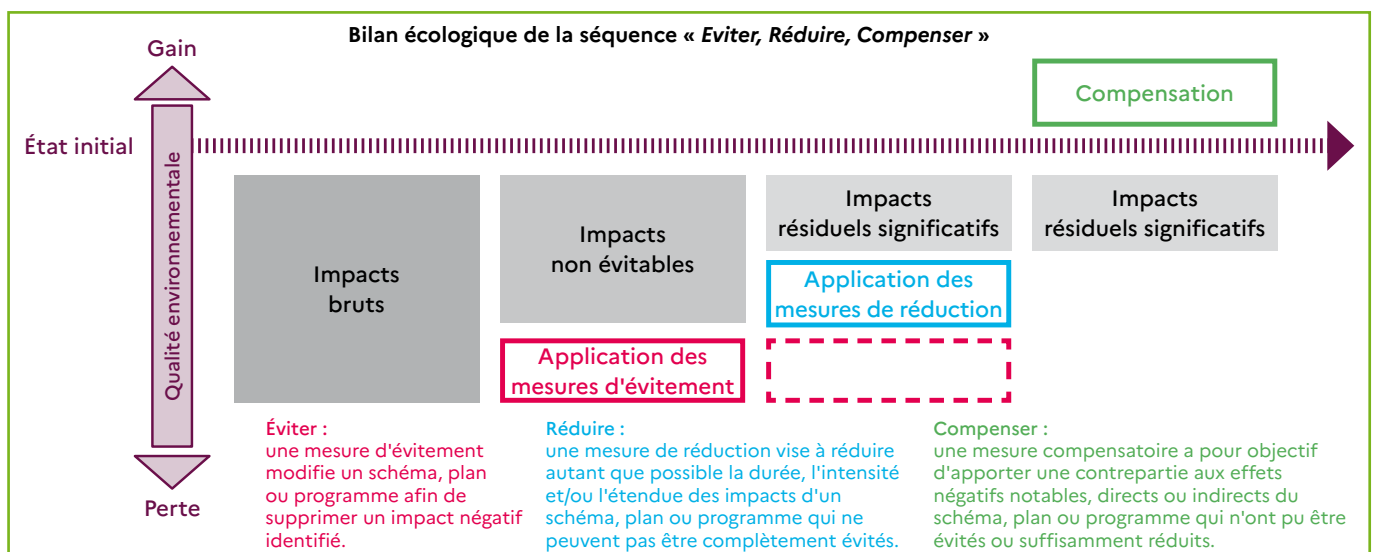 Bilan écologique de la séquence « Eviter, Réduire, Compenser »
Gain
Compensation
État initial
Qualité environnementale
Impacts
bruts
Impacts
non évitables
Impacts
résiduels significatifs
Impacts
résiduels significatifs
Application des
mesures de réduction
Application des
mesures d'évitement
Perte
Éviter :
une mesure d'évitement
modifie un schéma, plan
ou programme afin de
supprimer un impact négatif
identifié.
Réduire :
une mesure de réduction vise à réduire
autant que possible la durée, l'intensité
et/ou l'étendue des impacts d'un
schéma, plan ou programme qui ne
peuvent pas être complètement évités.
Compenser :
une mesure compensatoire a pour objectif
d'apporter une contrepartie aux effets
négatifs notables, directs ou indirects du
schéma, plan ou programme qui n'ont pu être
évités ou suffisamment réduits.